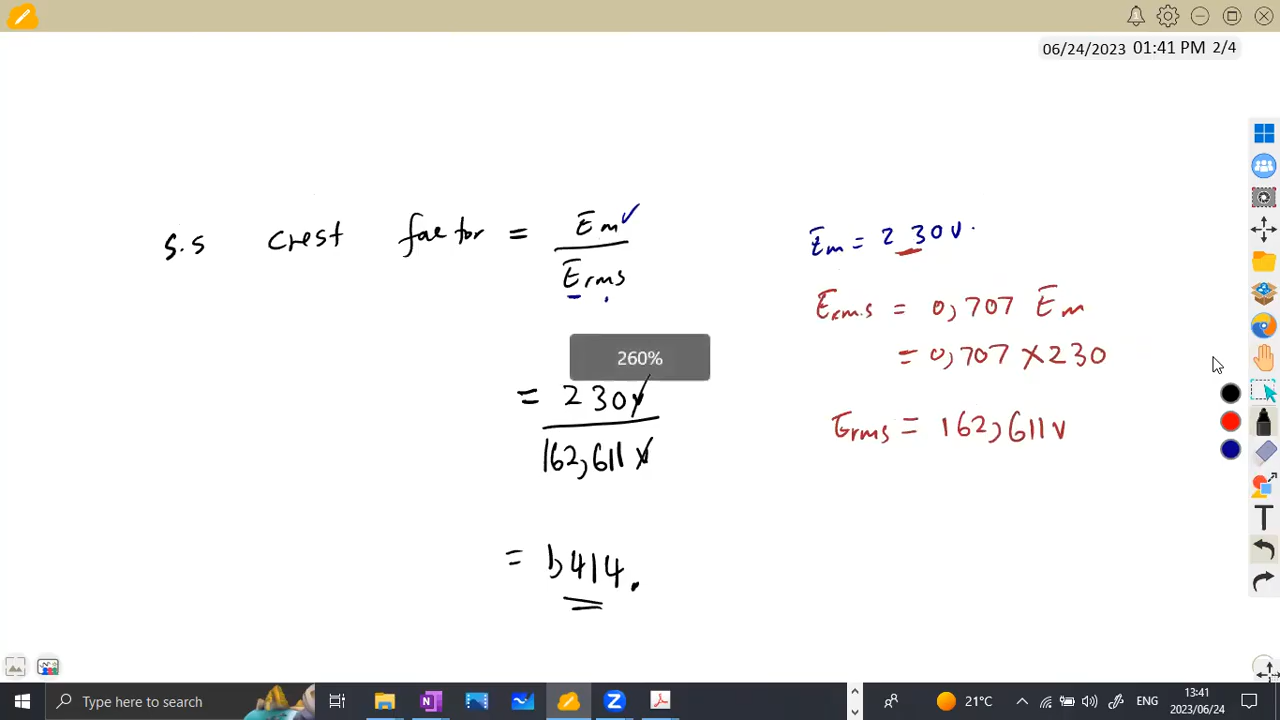 06/24/2023 01:41 PM 2/4
5.5 Crest factor = Em / Erms
Em = 230V.
Erms = 0,707 Em
= 0,707 × 230
260%
= 230V / 162,611V
Erms = 162,611V
= 1,414.
Type here to search
21°C
ENG
13:41
2023/06/24